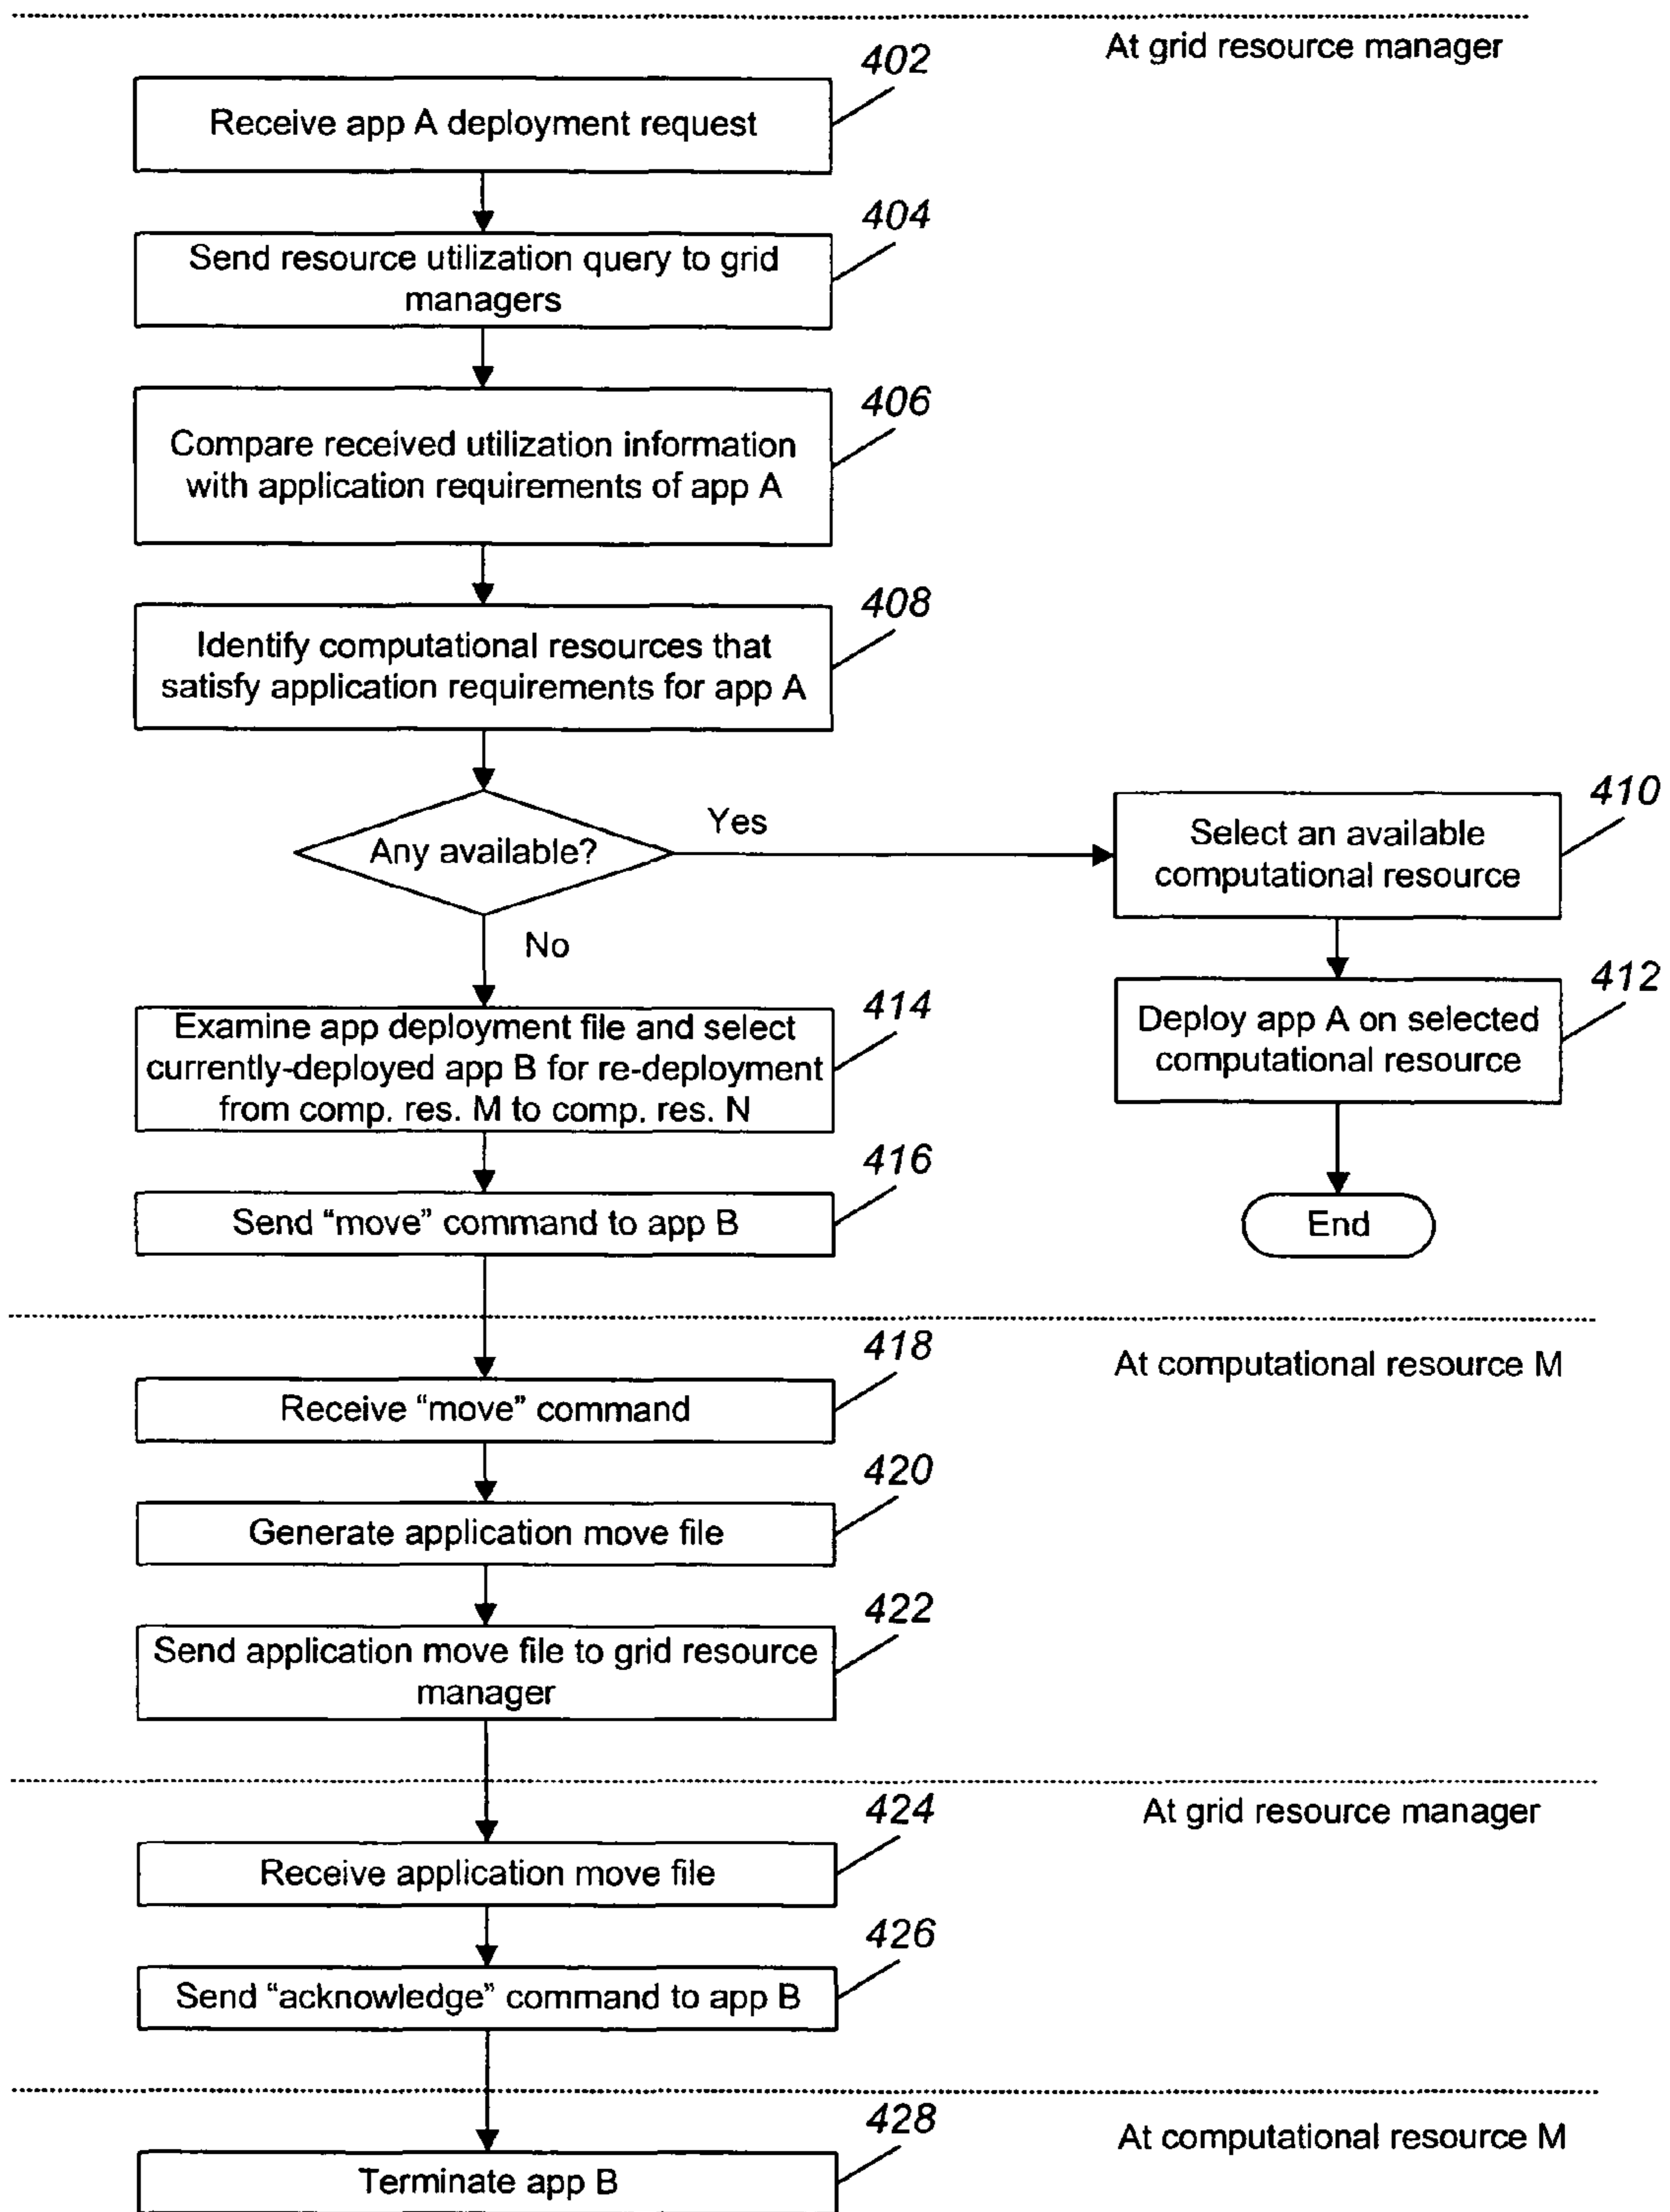 At grid resource manager
402
Receive app A deployment request
404
Send resource utilization query to grid
managers
406
Compare received utilization information
with application requirements of app A
408
Identify computational resources that
satisfy application requirements for app A
Any available?
Yes
410
Select an available
computational resource
412
Deploy app A on selected
computational resource
End
No
414
Examine app deployment file and select
currently-deployed app B for re-deployment
from comp. res. M to comp. res. N
416
Send “move” command to app B
At computational resource M
418
Receive “move” command
420
Generate application move file
422
Send application move file to grid resource
manager
At grid resource manager
424
Receive application move file
426
Send “acknowledge” command to app B
At computational resource M
428
Terminate app B